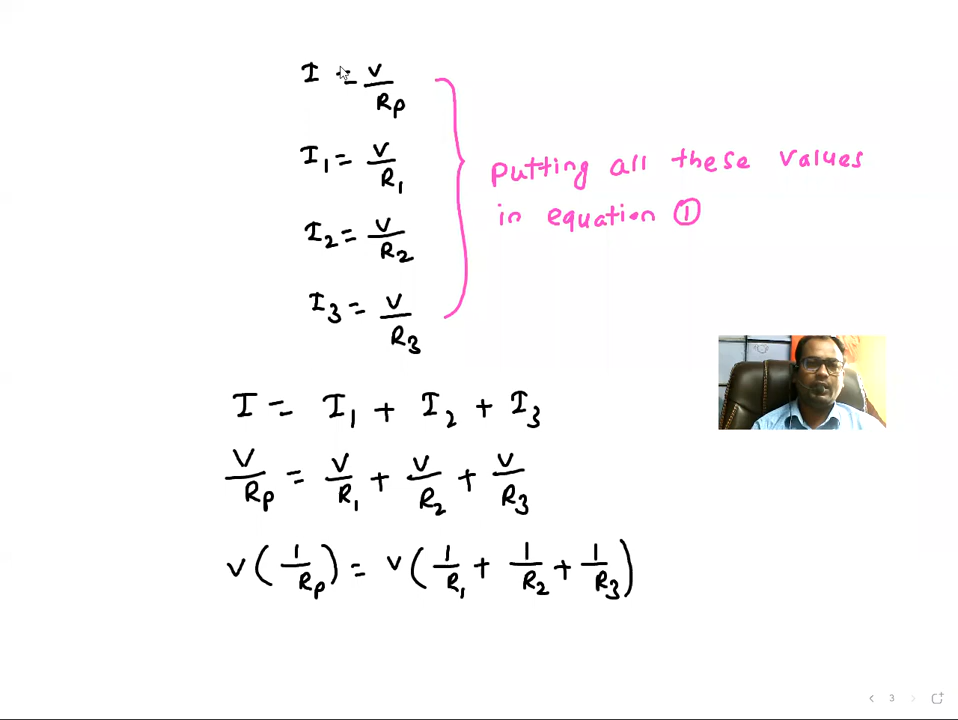 I = V/Rp
I₁ = V/R₁
I₂ = V/R₂
I₃ = V/R₃
putting all these values
in equation ①
I = I₁ + I₂ + I₃
V/Rp = V/R₁ + V/R₂ + V/R₃
V(1/Rp) = V(1/R₁ + 1/R₂ + 1/R₃)
3